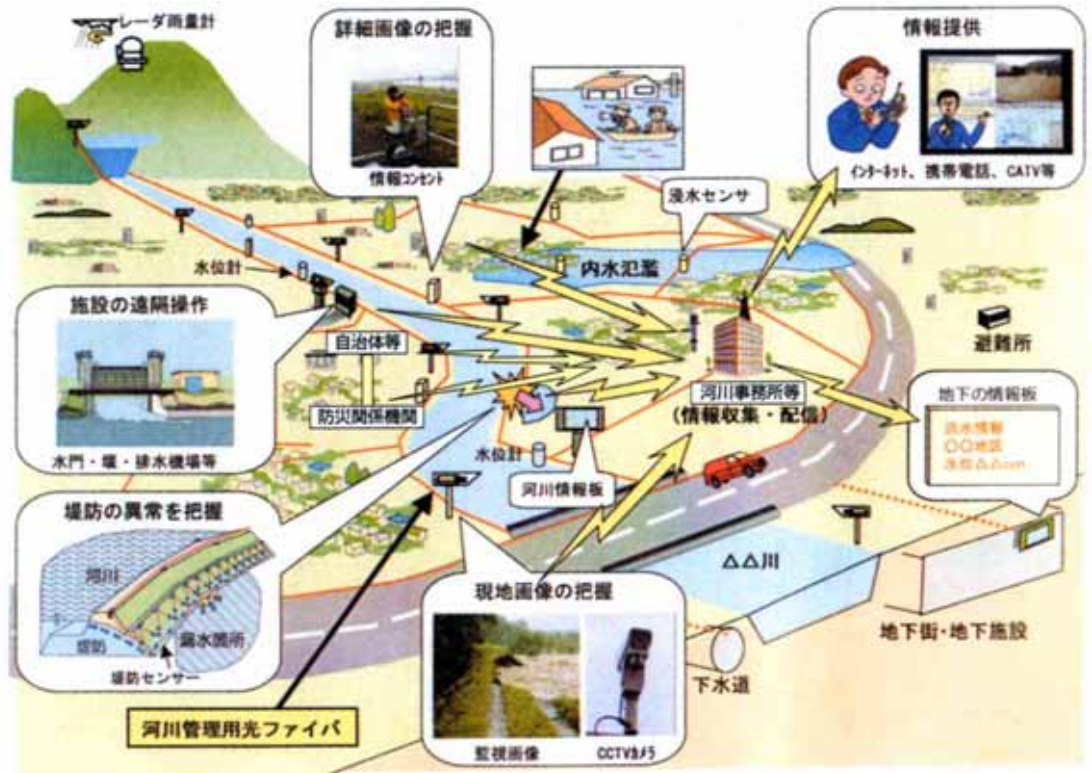 レーダ雨量計
詳細画像の把握
情報コンセント
情報提供
インターネット、携帯電話、CATV等
浸水センサ
内水氾濫
水位計
施設の遠隔操作
水門・堰・排水機場等
自治体等
防災関係機関
河川事務所等
(情報収集・配信)
避難所
地下の情報板
洪水情報
〇〇地区
水位△△cm
水位計
河川情報板
堤防の異常を把握
河川
漏水箇所
堤防
堤防センサー
△△川
現地画像の把握
監視画像
CCTVカメラ
下水道
地下街・地下施設
河川管理用光ファイバ